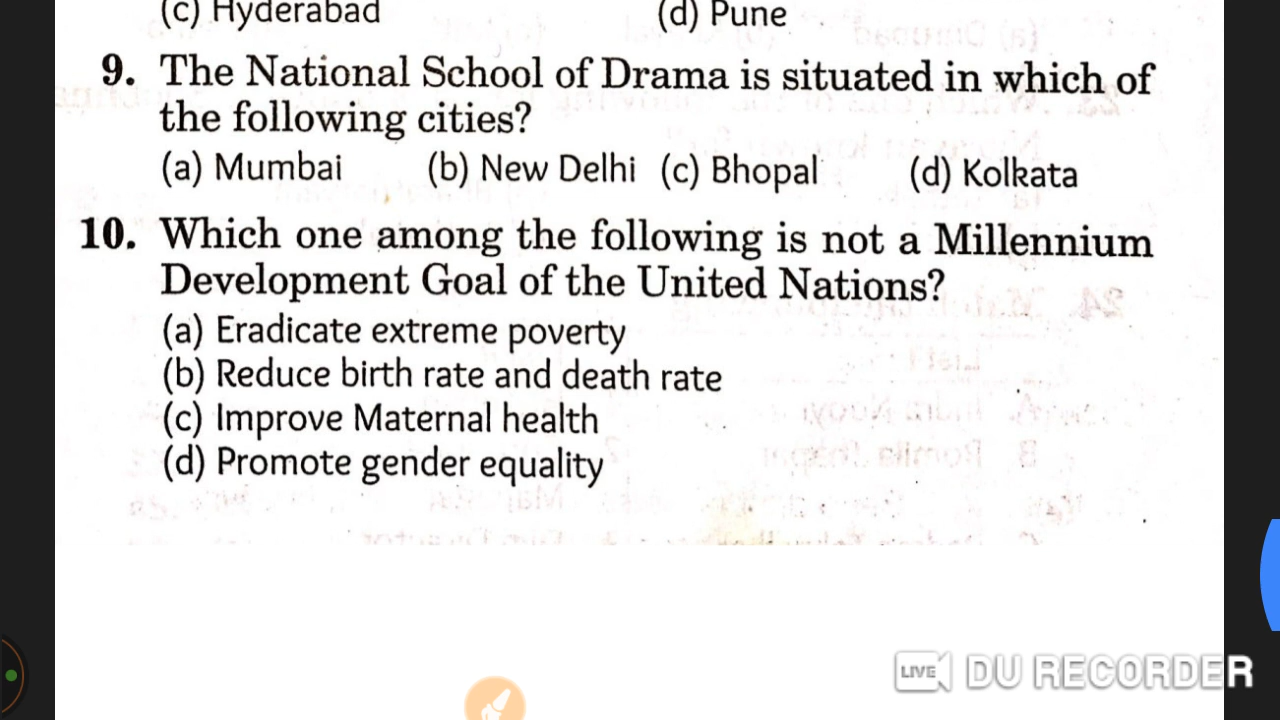 (c) Hyderabad (d) Pune
9. The National School of Drama is situated in which of
the following cities?
(a) Mumbai (b) New Delhi (c) Bhopal (d) Kolkata
10. Which one among the following is not a Millennium
Development Goal of the United Nations?
(a) Eradicate extreme poverty
(b) Reduce birth rate and death rate
(c) Improve Maternal health
(d) Promote gender equality
LIVE DU RECORDER